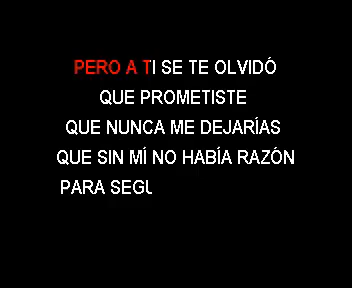 PERO A TI SE TE OLVIDÓ
QUE PROMETISTE
QUE NUNCA ME DEJARÍAS
QUE SIN MÍ NO HABÍA RAZÓN
PARA SEGU